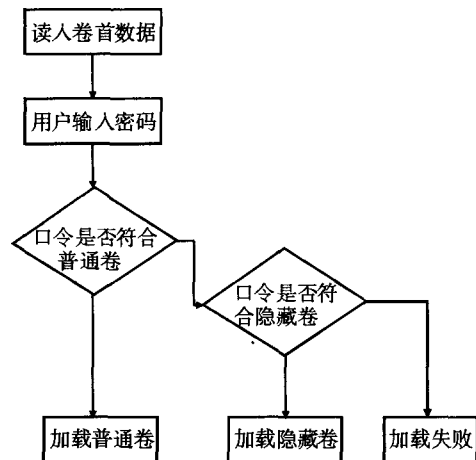 读入卷首数据
用户输入密码
口令是否符合
普通卷
口令是否符
合隐藏卷
加载普通卷
加载隐藏卷
加载失败